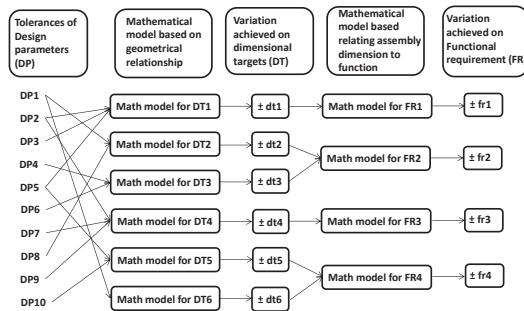 Tolerances of
Design
parameters
(DP)
Mathematical
model based on
geometrical
relationship
Variation
achieved on
dimensional
targets (DT)
Mathematical
model based
relating assembly
dimension to
function
Variation
achieved on
Functional
requirement (FR
DP1
DP2
DP3
DP4
DP5
DP6
DP7
DP8
DP9
DP10
Math model for DT1
Math model for DT2
Math model for DT3
Math model for DT4
Math model for DT5
Math model for DT6
± dt1
± dt2
± dt3
± dt4
± dt5
± dt6
Math model for FR1
Math model for FR2
Math model for FR3
Math model for FR4
± fr1
± fr2
± fr3
± fr4